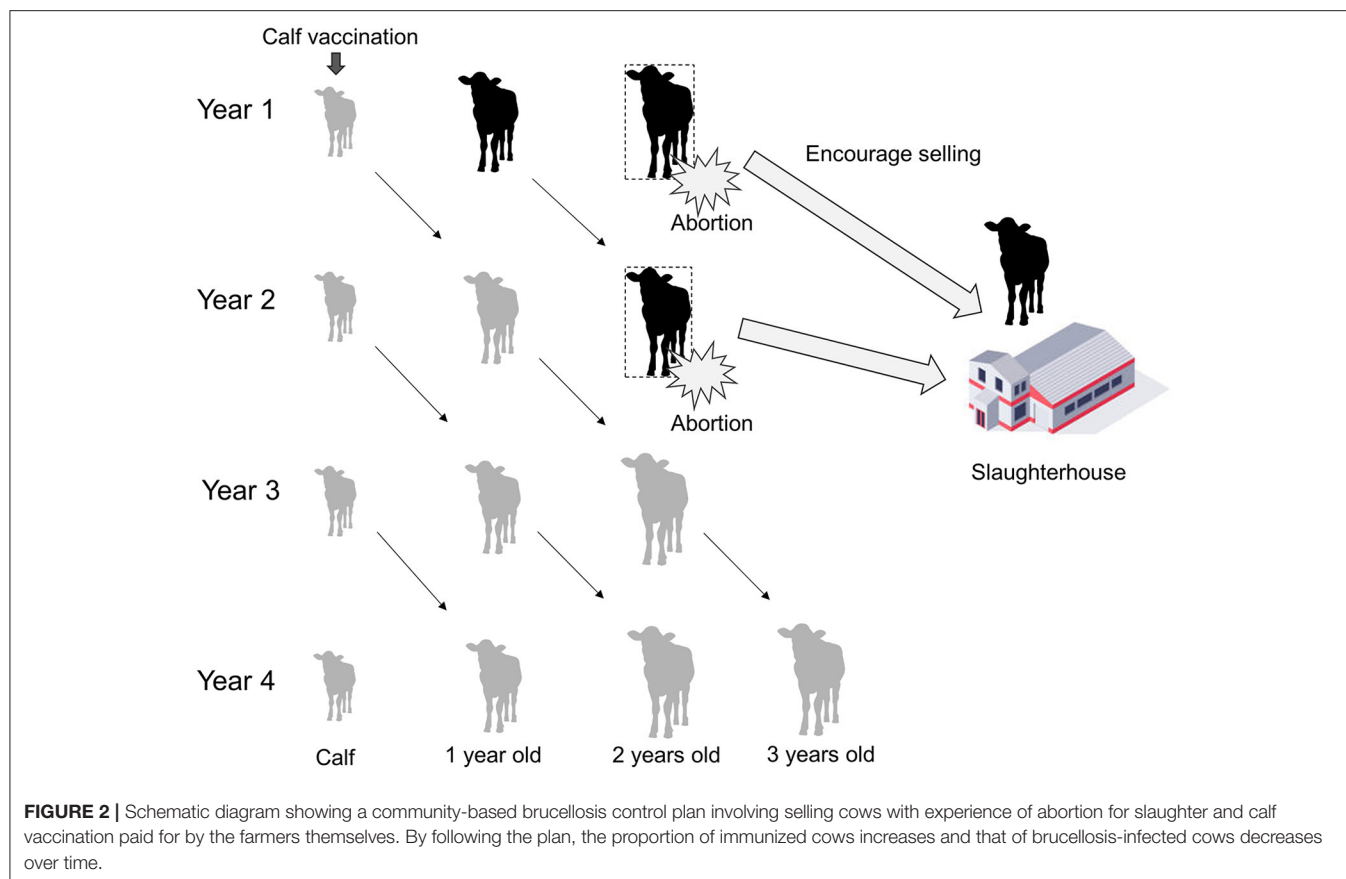 Calf vaccination
Year 1
Encourage selling
Abortion
Year 2
Abortion
Year 3
Slaughterhouse
Year 4
Calf
1 year old
2 years old
3 years old
FIGURE 2 | Schematic diagram showing a community-based brucellosis control plan involving selling cows with experience of abortion for slaughter and calf
vaccination paid for by the farmers themselves. By following the plan, the proportion of immunized cows increases and that of brucellosis-infected cows decreases
over time.